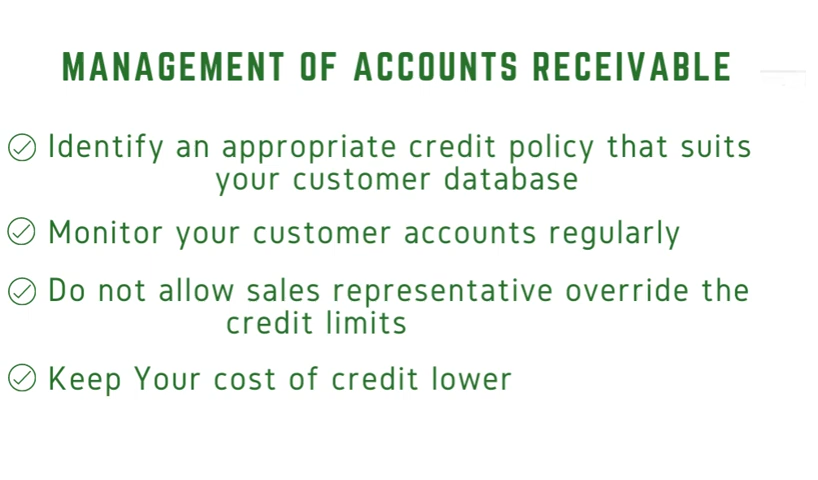 MANAGEMENT OF ACCOUNTS RECEIVABLE
Identify an appropriate credit policy that suits
your customer database
Monitor your customer accounts regularly
Do not allow sales representative override the
credit limits
Keep Your cost of credit lower